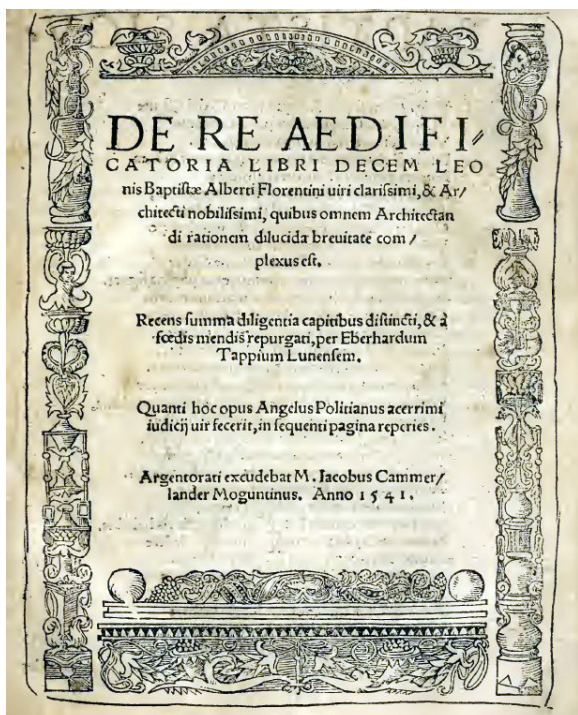 DE RE AEDIFI⸗
CATORIA LIBRI DECEM LEO
nis Baptiſtæ Alberti Florentini uiri clariſsimi, & Ar/
chitecti nobiliſsimi, quibus omnem Architectan
di rationem dilucida breuitate com /
plexus eſt.
Recens ſumma diligentia capitibus diſtincti, & à
fœdis mendis repurgati, per Eberhardum
Tappium Lunenſem.
Quanti hoc opus Angelus Politianus acerrimi
iudicij uir fecerit, in ſequenti pagina reperies.
Argentorati excudebat M. Iacobus Cammer/
lander Moguntinus. Anno 1541.